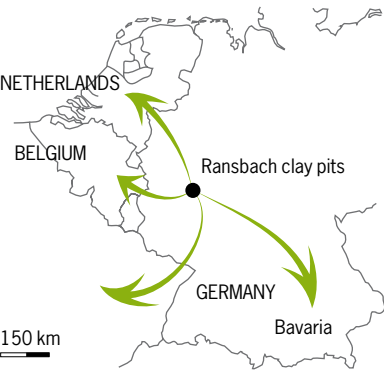 NETHERLANDS
BELGIUM
Ransbach clay pits
GERMANY
Bavaria
150 km